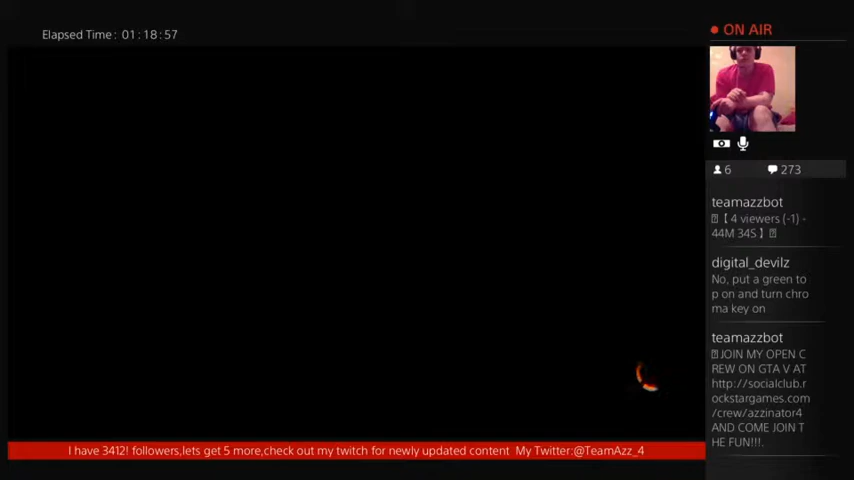 Elapsed Time: 01:18:57
ON AIR
6 273
teamazzbot
【4 viewers (-1) -
44M 34S】
digital_devilz
No, put a green to
p on and turn chro
ma key on
teamazzbot
JOIN MY OPEN C
REW ON GTA V AT
http://socialclub.r
ockstargames.com
/crew/azzinator4
AND COME JOIN T
HE FUN!!!.
I have 3412! followers,lets get 5 more,check out my twitch for newly updated content My Twitter:@TeamAzz_4